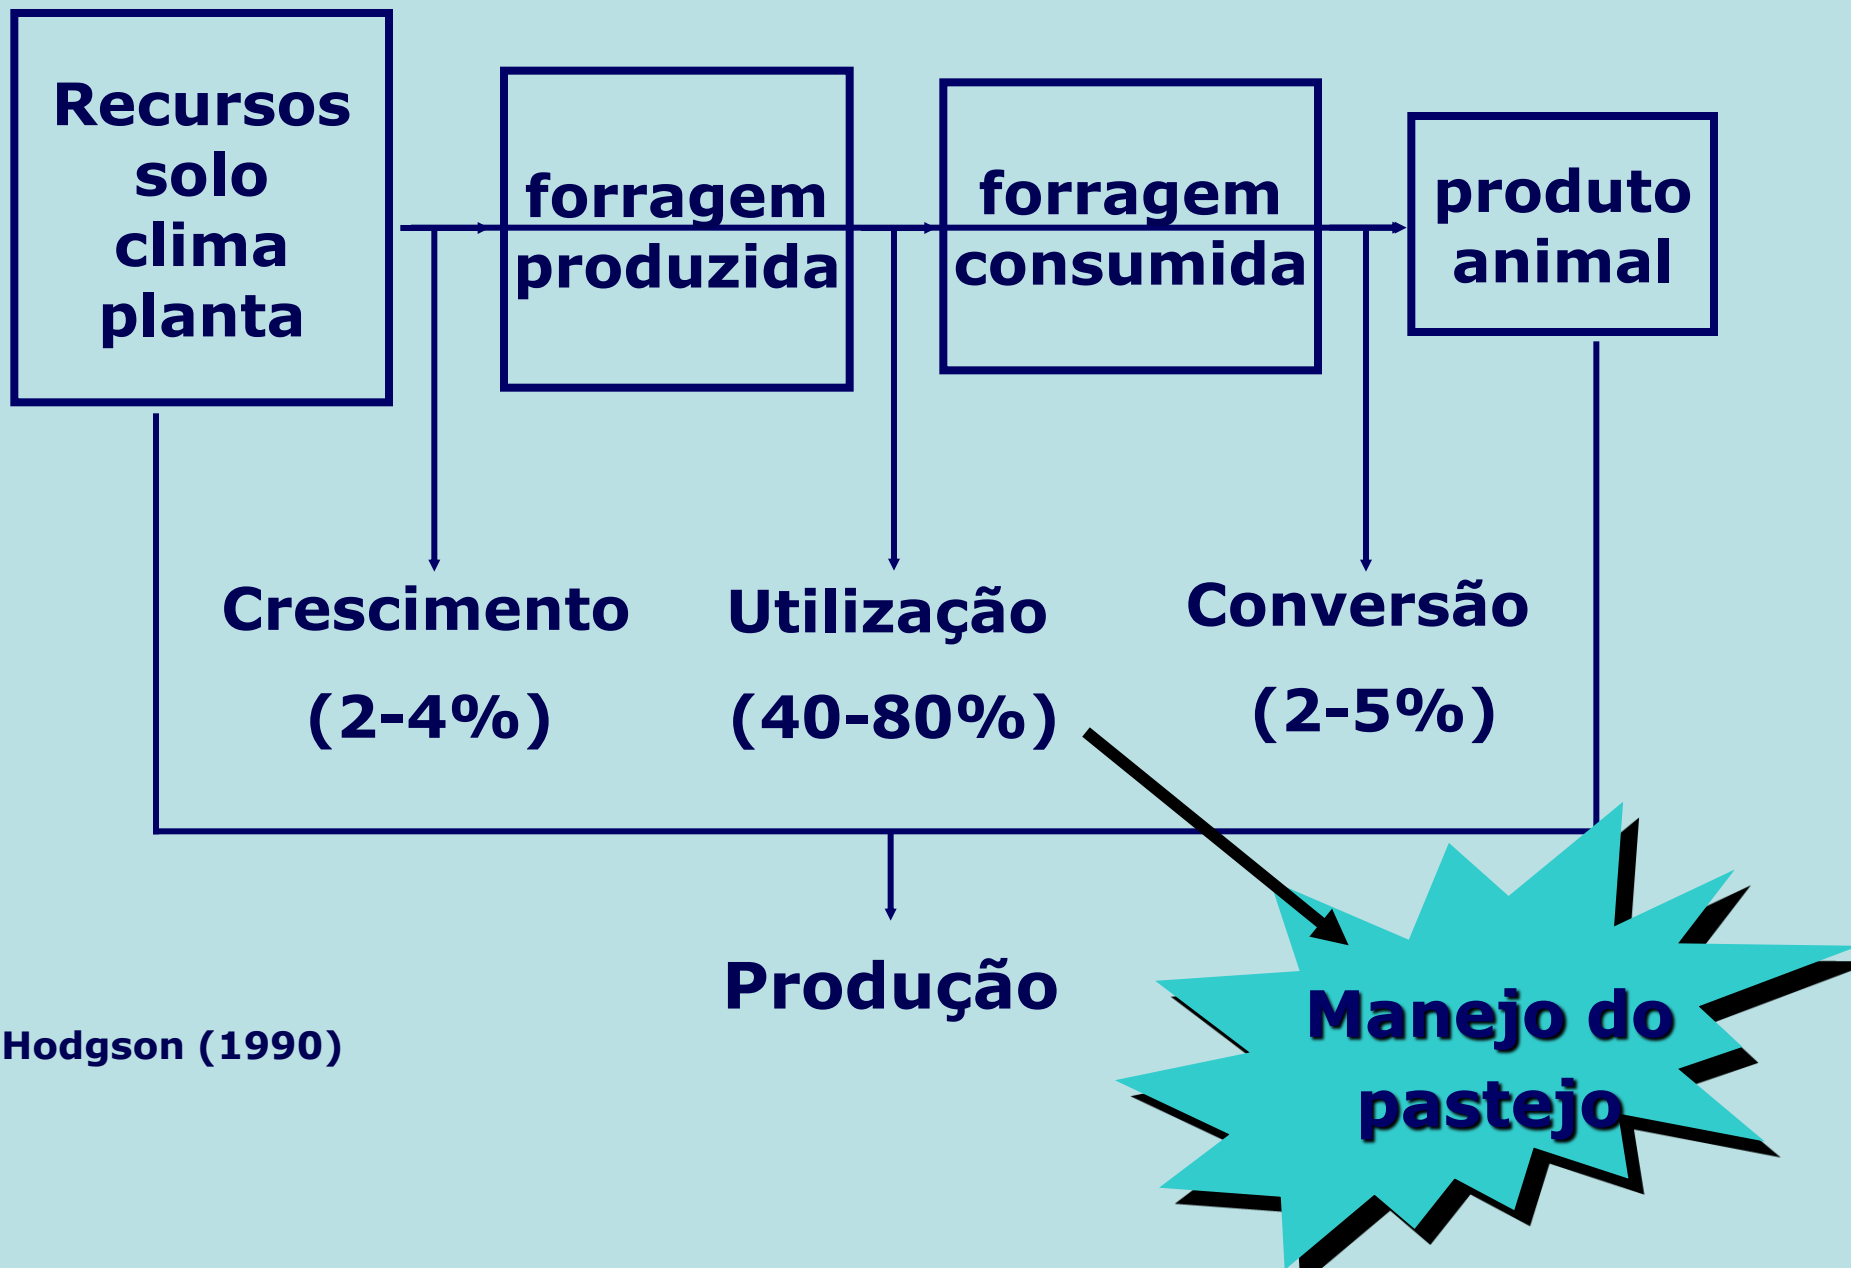 Recursos
solo
clima
planta
forragem
produzida
forragem
consumida
produto
animal
Crescimento
(2-4%)
Utilização
(40-80%)
Conversão
(2-5%)
Produção
Hodgson (1990)
Manejo do
pastejo